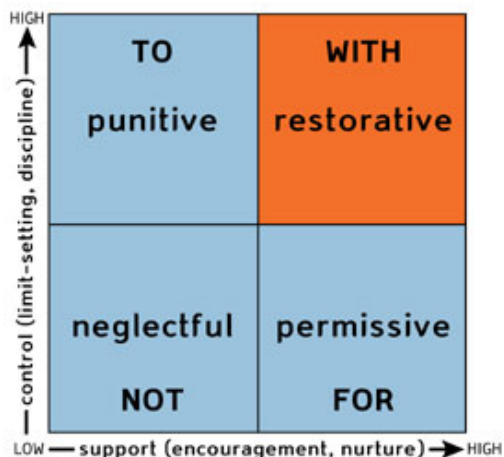 HIGH
TO
punitive
WITH
restorative
neglectful
NOT
permissive
FOR
control (limit-setting, discipline)
LOW
support (encouragement, nurture)
HIGH